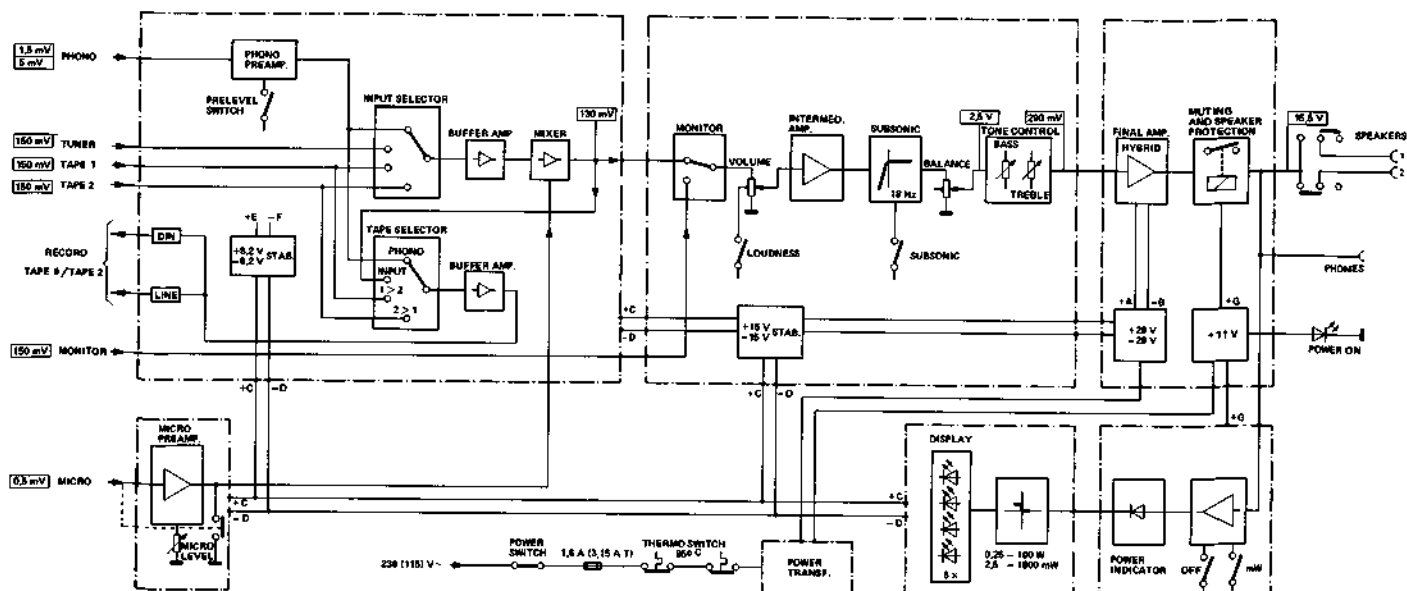 1,5 mV
5 mV
PHONO
PHONO
PREAMP.
PRELEVEL
SWITCH
INPUT SELECTOR
150 mV TUNER
150 mV TAPE 1
150 mV TAPE 2
BUFFER AMP
MIXER
130 mV
RECORD
TAPE 1/TAPE 2
DIN
LINE
+E -F
+8,2 V
-8,2 V
STAB.
TAPE SELECTOR
PHONO
INPUT
1 > 2
2 > 1
BUFFER AMP.
150 mV MONITOR
+C
-D
+C -D
MONITOR
VOLUME
LOUDNESS
INTERMED.
AMP.
SUBSONIC
18 Hz
SUBSONIC
BALANCE
2,5 V
290 mV
TONE CONTROL
BASS
TREBLE
+15 V
-15 V
STAB.
+C -D
FINAL AMP.
HYBRID
MUTING
AND SPEAKER
PROTECTION
15,5 V
SPEAKERS
1
2
PHONES
+A -B
+29 V
-29 V
+G
+11 V
POWER ON
+G
0,5 mV MICRO
MICRO
PREAMP.
MICRO
LEVEL
+C
-D
+C
-D
230 (115) V~
POWER
SWITCH
1,6 A (3,15 A T)
THERMO SWITCH
95° C
POWER
TRANSF.
DISPLAY
8 x
0,25 – 100 W
2,5 – 1000 mW
POWER
INDICATOR
OFF
mW